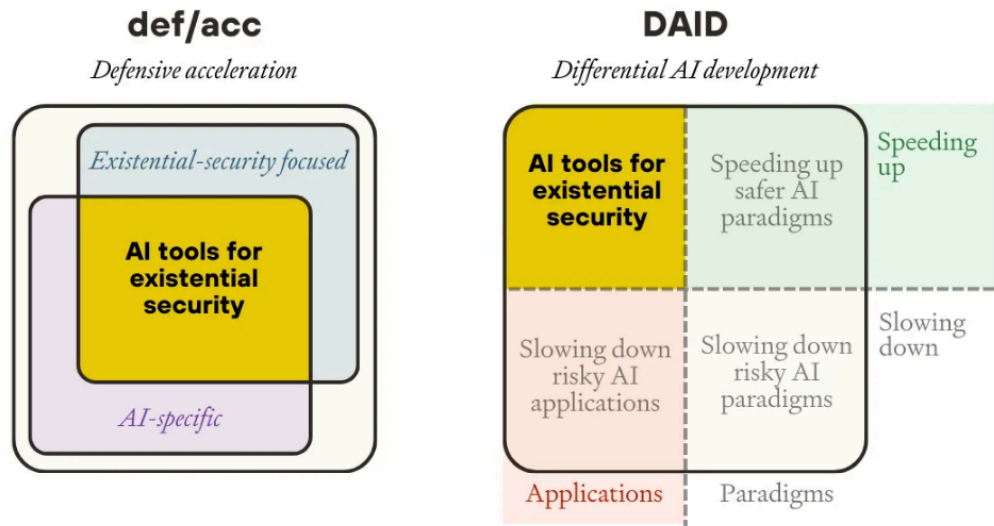 def/acc
Defensive acceleration
Existential-security focused
AI tools for
existential
security
AI-specific
DAID
Differential AI development
AI tools for
existential
security
Speeding up
safer AI
paradigms
Speeding
up
Slowing down
risky AI
applications
Slowing down
risky AI
paradigms
Slowing
down
Applications
Paradigms